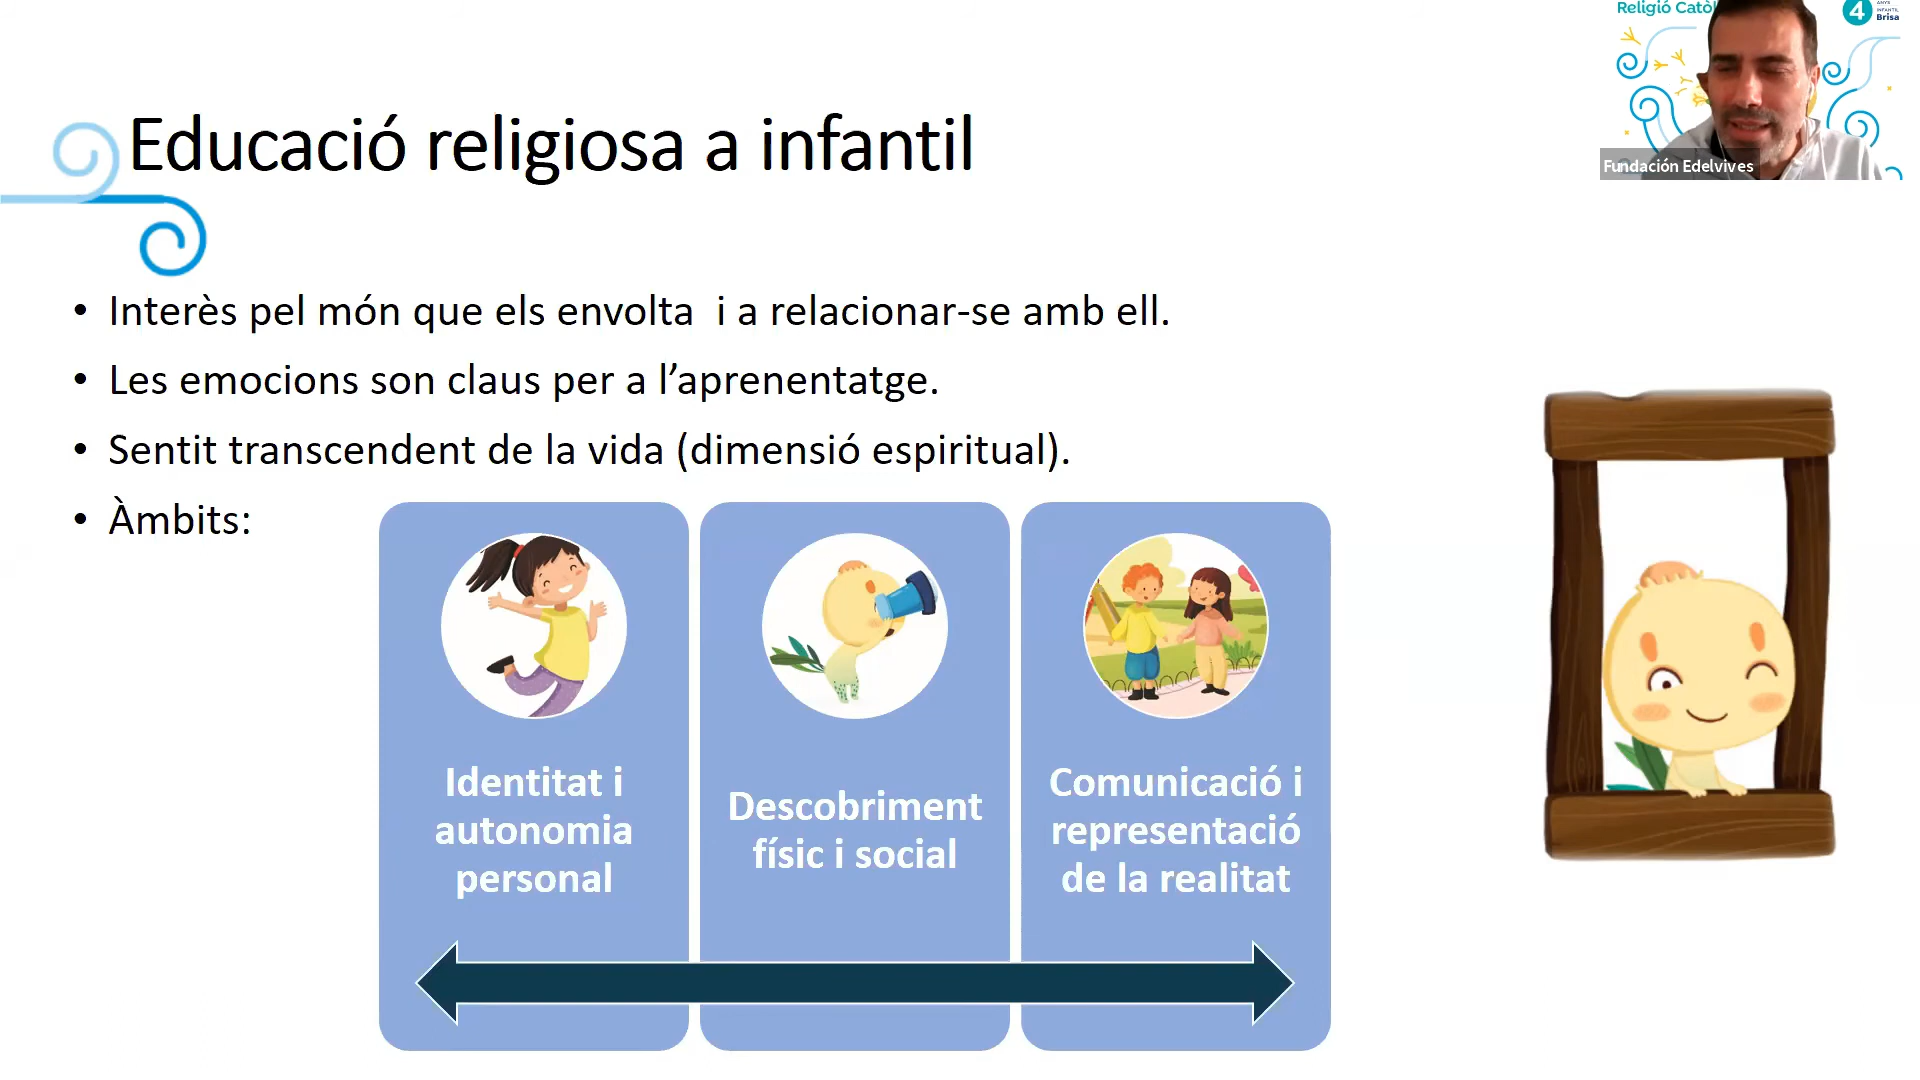 Educació religiosa a infantil
Religió Catòl
4
ANYS
INFANTIL
Brisa
Fundación Edelvives
• Interès pel món que els envolta  i a relacionar-se amb ell.
• Les emocions son claus per a l’aprenentatge.
• Sentit transcendent de la vida (dimensió espiritual).
• Àmbits:
Identitat i
autonomia
personal
Descobriment
físic i social
Comunicació i
representació
de la realitat